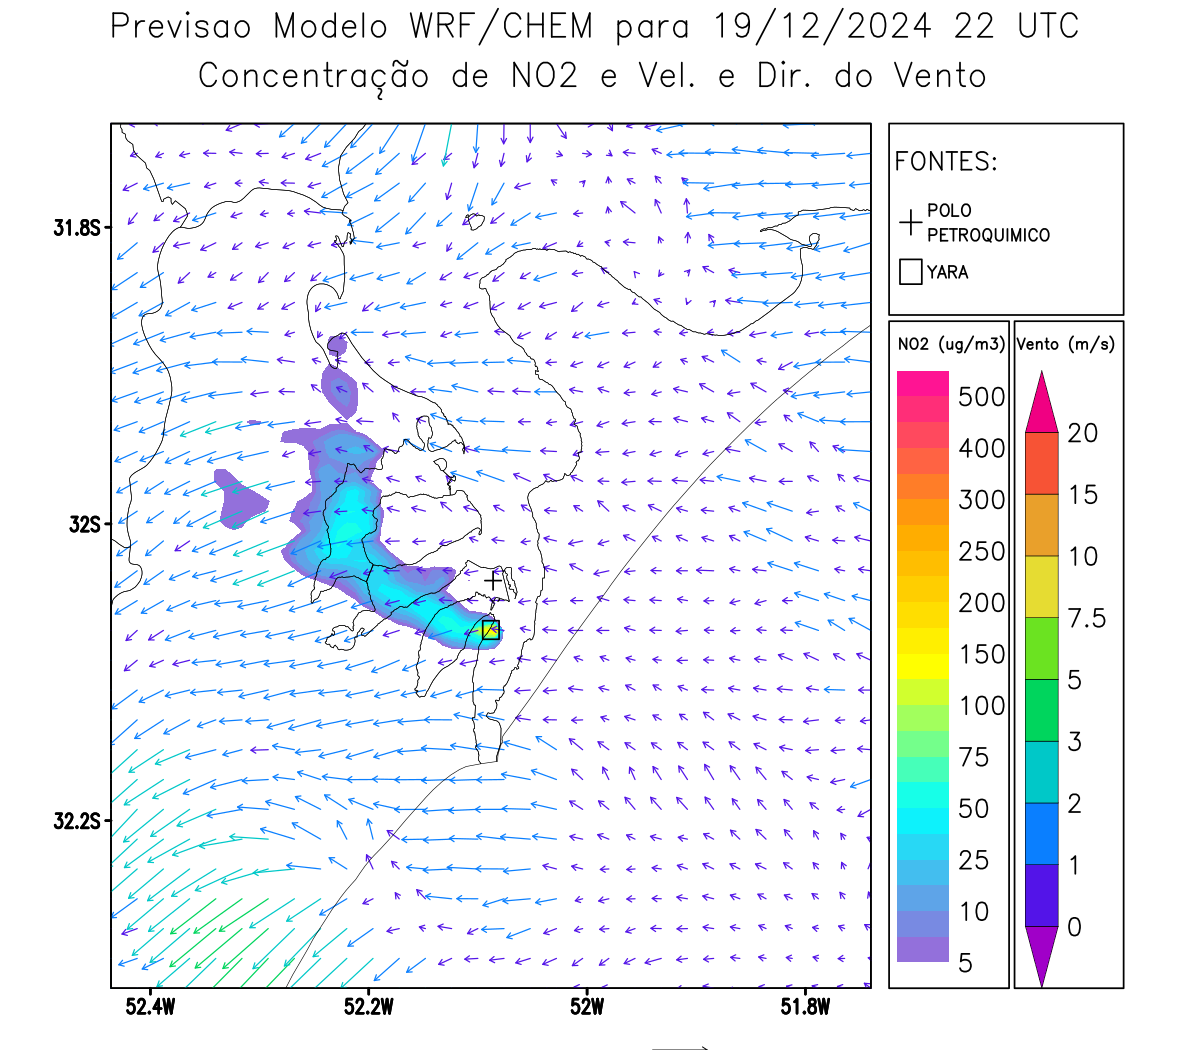 Previsao Modelo WRF/CHEM para 19/12/2024 22 UTC
Concentração de NO2 e Vel. e Dir. do Vento
FONTES:
POLO
PETROQUIMICO
YARA
NO2 (ug/m3)
500
400
300
250
200
150
100
75
50
25
10
5
Vento (m/s)
20
15
10
7.5
5
3
2
1
0
31.8S
32S
32.2S
52.4W
52.2W
52W
51.8W